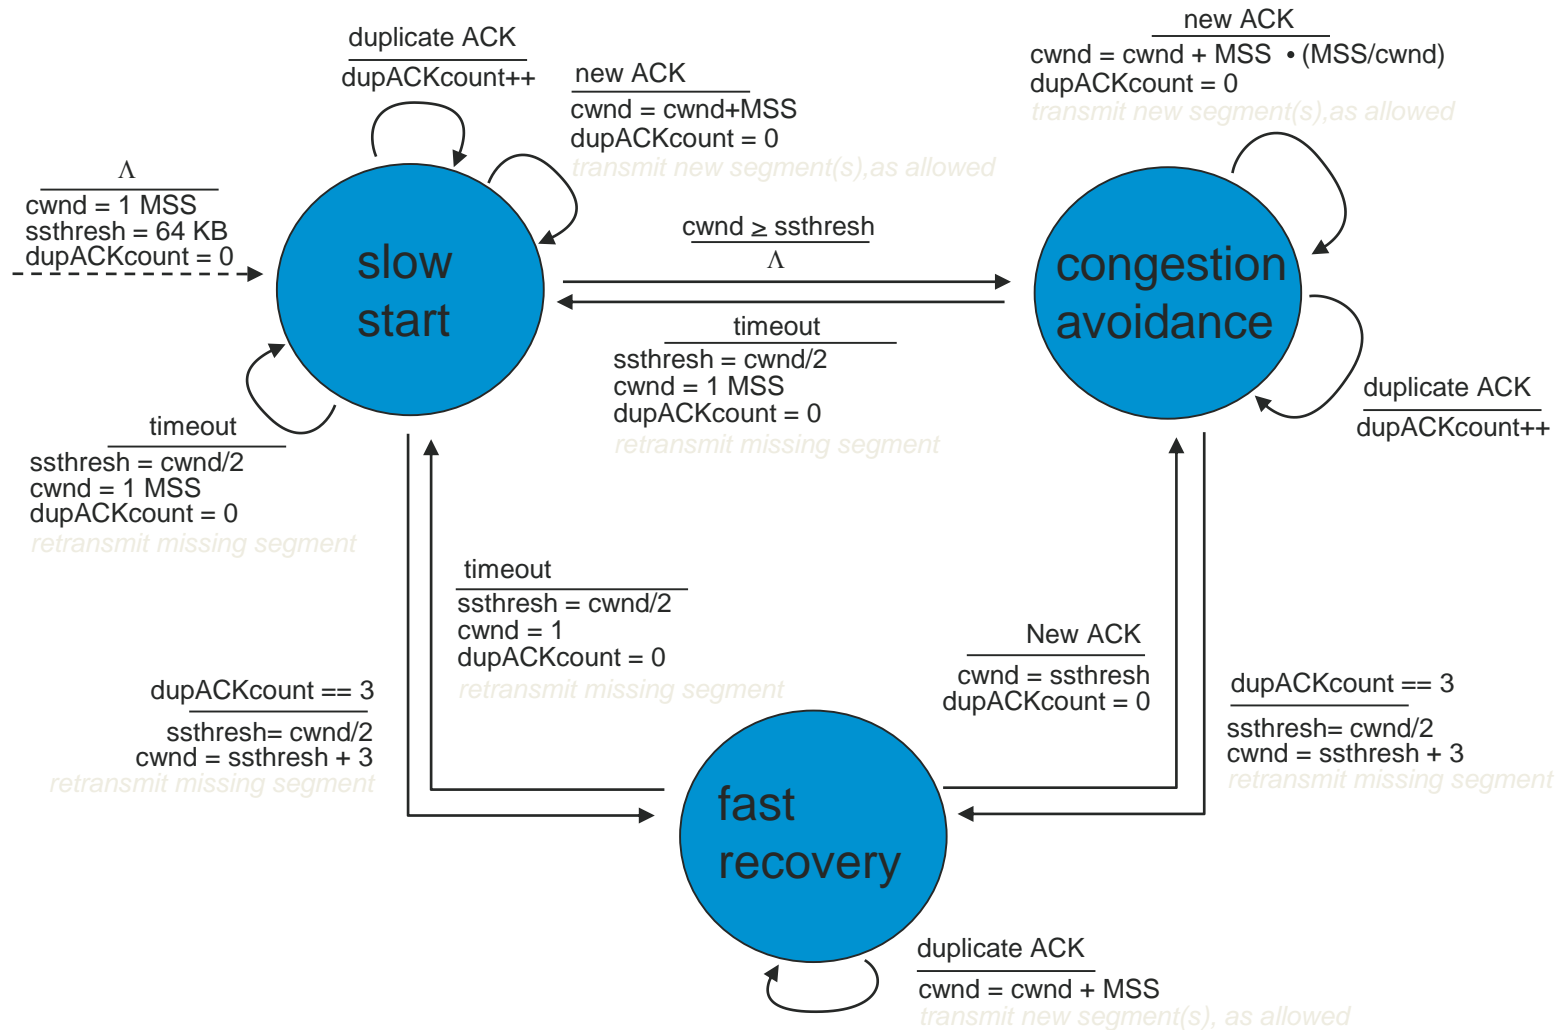 duplicate ACK
dupACKcount++
new ACK
cwnd = cwnd+MSS
dupACKcount = 0
transmit new segment(s),as allowed
new ACK
cwnd = cwnd + MSS • (MSS/cwnd)
dupACKcount = 0
transmit new segment(s),as allowed
Λ
cwnd = 1 MSS
ssthresh = 64 KB
dupACKcount = 0
slow
start
cwnd ≥ ssthresh
Λ
timeout
ssthresh = cwnd/2
cwnd = 1 MSS
dupACKcount = 0
retransmit missing segment
congestion
avoidance
duplicate ACK
dupACKcount++
timeout
ssthresh = cwnd/2
cwnd = 1 MSS
dupACKcount = 0
retransmit missing segment
timeout
ssthresh = cwnd/2
cwnd = 1
dupACKcount = 0
retransmit missing segment
New ACK
cwnd = ssthresh
dupACKcount = 0
dupACKcount == 3
ssthresh= cwnd/2
cwnd = ssthresh + 3
retransmit missing segment
dupACKcount == 3
ssthresh= cwnd/2
cwnd = ssthresh + 3
retransmit missing segment
fast
recovery
duplicate ACK
cwnd = cwnd + MSS
transmit new segment(s), as allowed